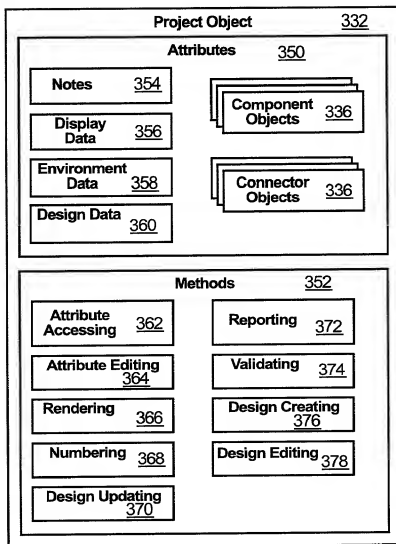 Project Object 332
Attributes 350
Notes 354
Display
Data 356
Environment
Data 358
Design Data
360
Component
Objects 336
Connector
Objects 336
Methods 352
Attribute
Accessing 362
Attribute Editing
364
Rendering
366
Numbering
368
Design Updating
370
Reporting
372
Validating
374
Design Creating
376
Design Editing
378